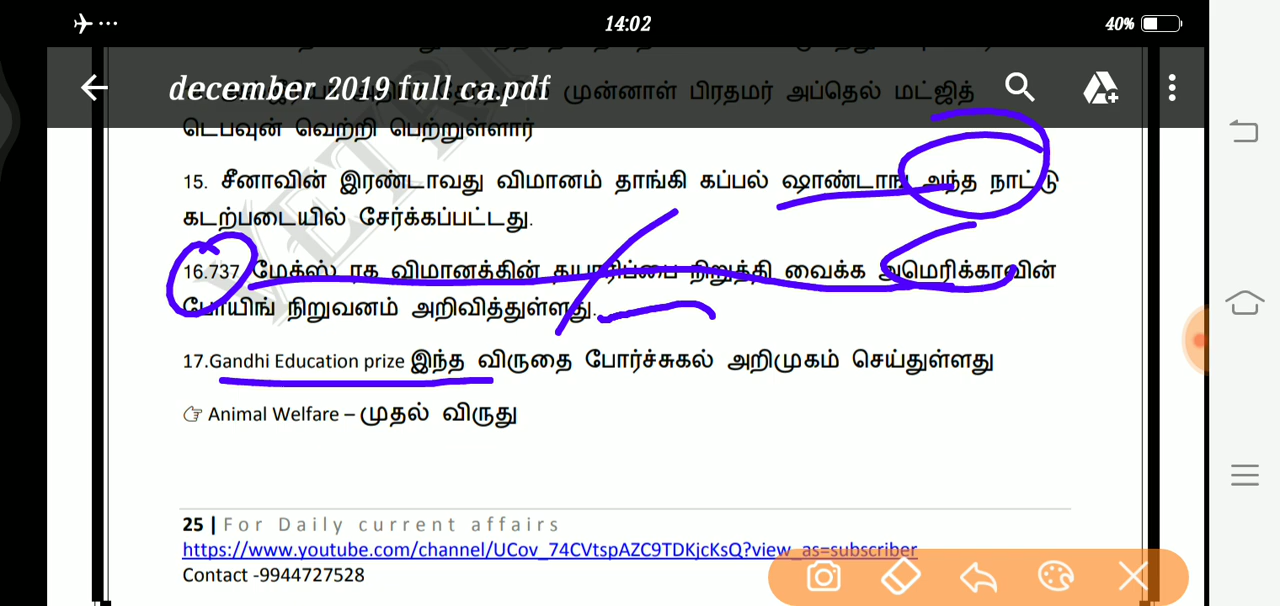 14:02
40%
december 2019 full ca.pdf
முன்னாள் பிரதமர் அப்தெல் மட்ஜித்
டெபவுன் வெற்றி பெற்றுள்ளார்
15. சீனாவின் இரண்டாவது விமானம் தாங்கி கப்பல் ஷாண்டாங் அந்த நாட்டு
கடற்படையில் சேர்க்கப்பட்டது.
16.737 மேக்ஸ் ரக விமானத்தின் தயாரிப்பை நிறுத்தி வைக்க அமெரிக்காவின்
போயிங் நிறுவனம் அறிவித்துள்ளது.
17.Gandhi Education prize இந்த விருதை போர்ச்சுகல் அறிமுகம் செய்துள்ளது
☞ Animal Welfare – முதல் விருது
25 | For Daily current affairs
https://www.youtube.com/channel/UCov_74CVtspAZC9TDKjcKsQ?view_as=subscriber
Contact -9944727528
VETRI